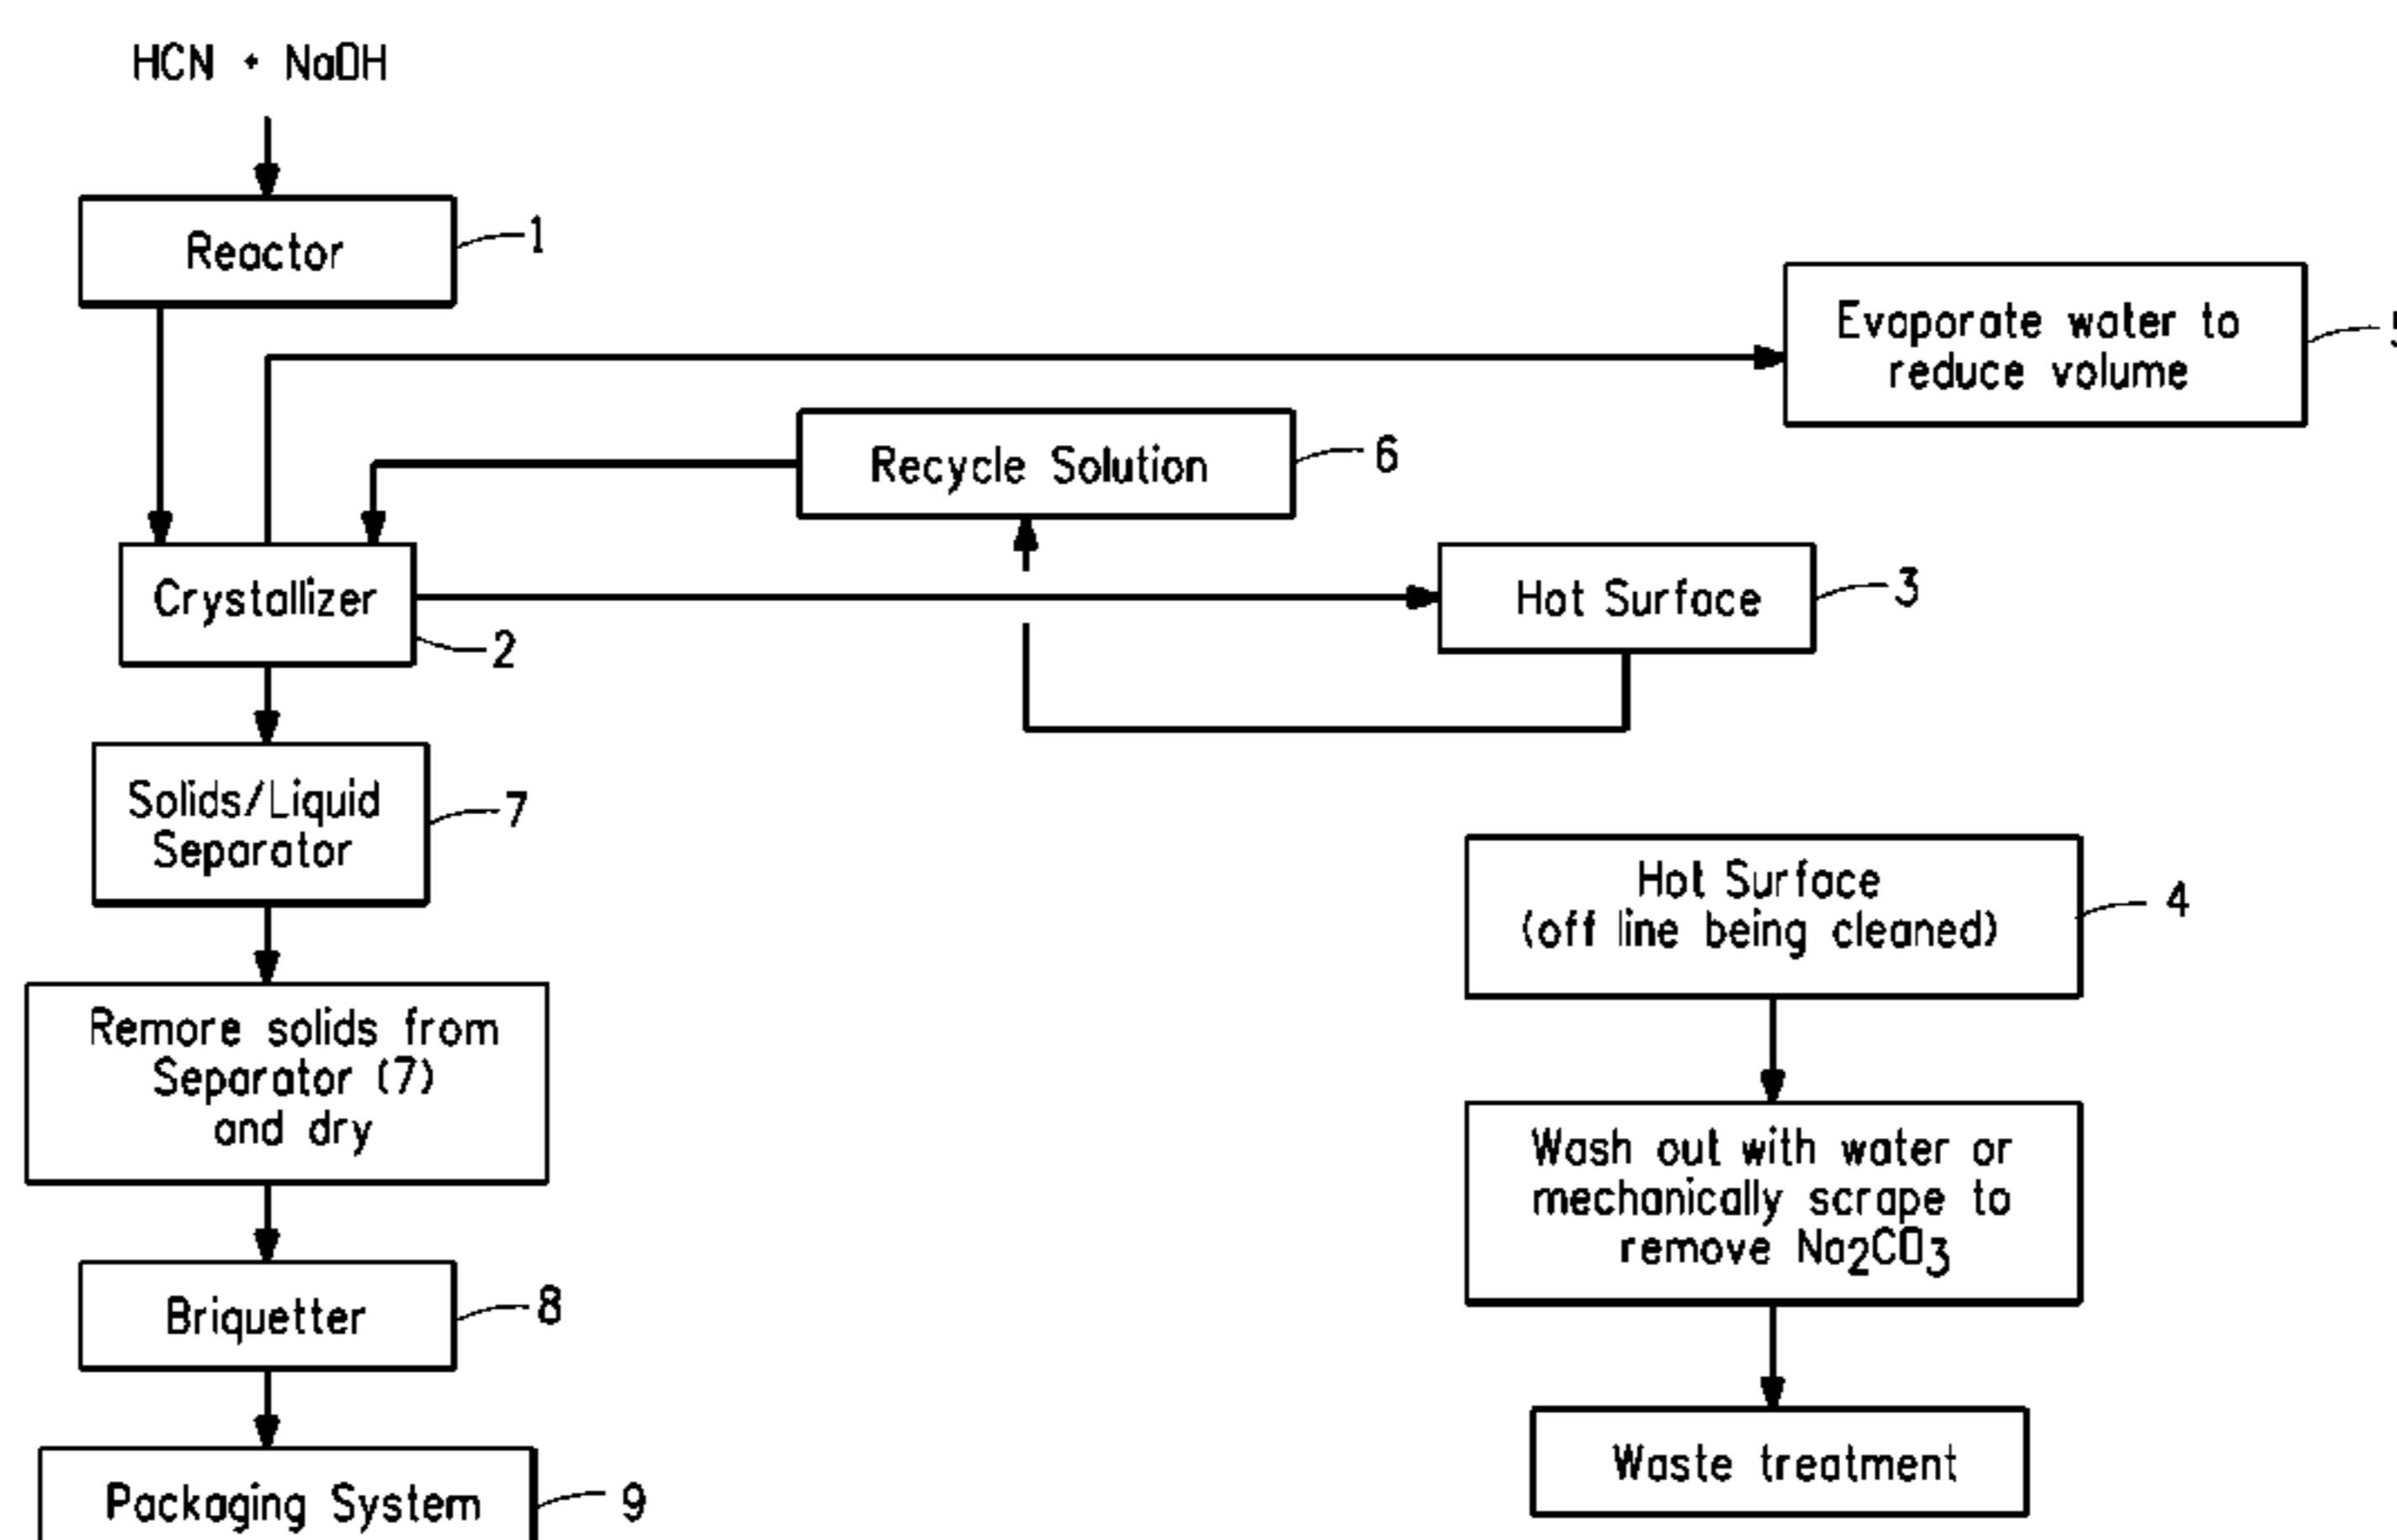 HCN + NaOH
Reactor
1
Evaporate water to
reduce volume
5
Recycle Solution
6
Crystallizer
2
Hot Surface
3
Solids/Liquid
Separator
7
Hot Surface
(off line being cleaned)
4
Remore solids from
Separator (7)
and dry
Wash out with water or
mechanically scrape to
remove Na2CO3
Briquetter
8
Waste treatment
Packaging System
9